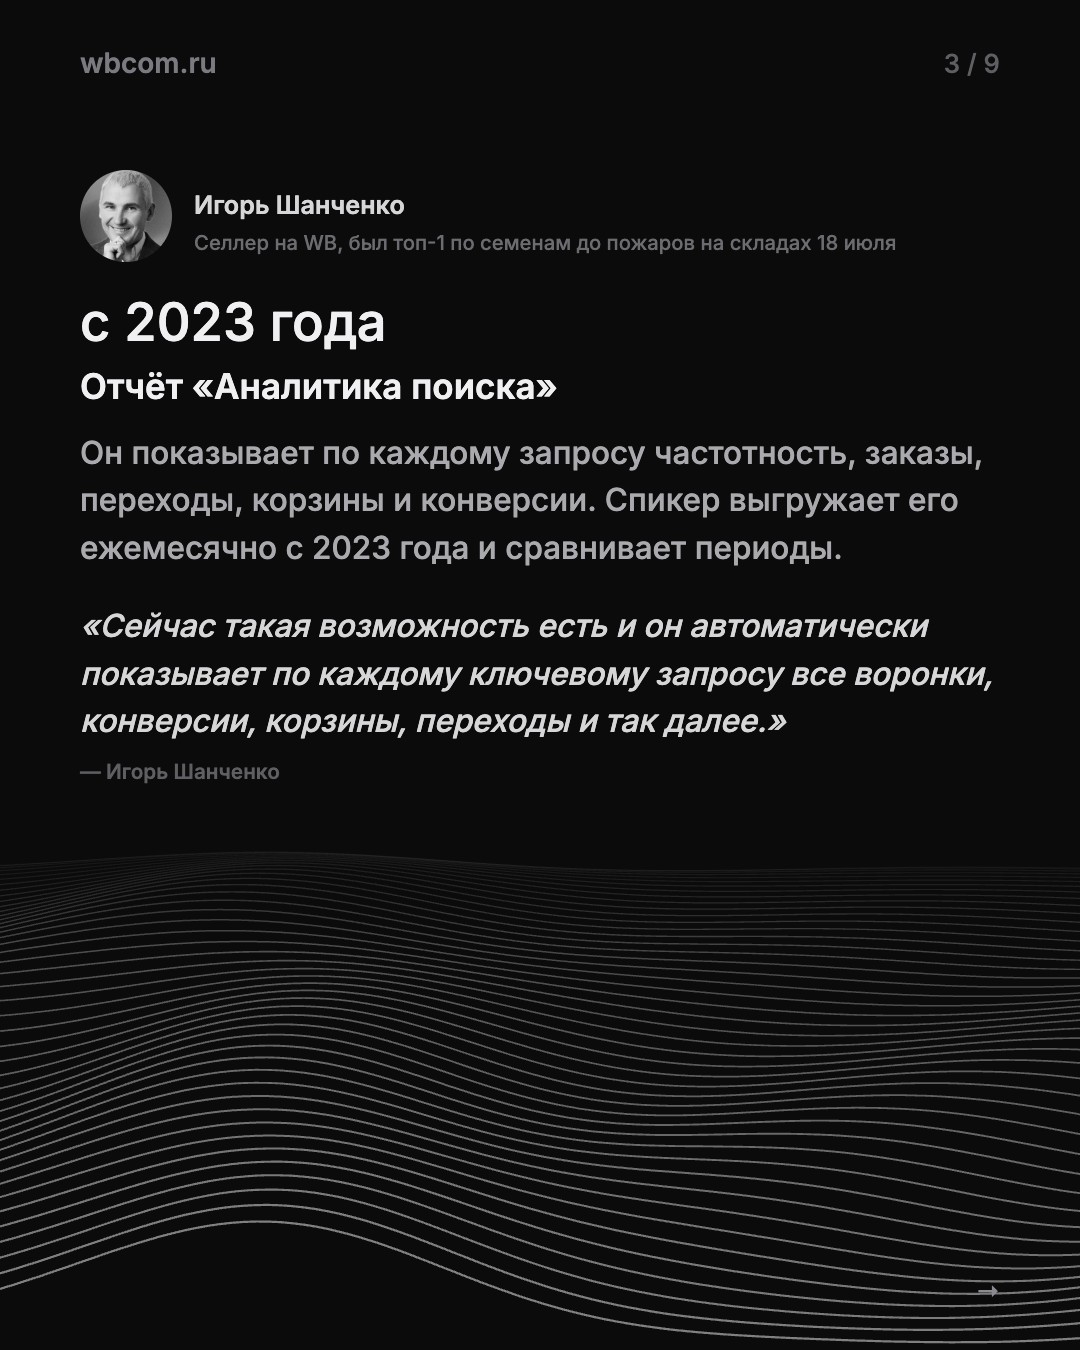 wbcom.ru
3 / 9
Игорь Шанченко
Селлер на WB, был топ-1 по семенам до пожаров на складах 18 июля
с 2023 года
Отчёт «Аналитика поиска»
Он показывает по каждому запросу частотность, заказы,
переходы, корзины и конверсии. Спикер выгружает его
ежемесячно с 2023 года и сравнивает периоды.
«Сейчас такая возможность есть и он автоматически
показывает по каждому ключевому запросу все воронки,
конверсии, корзины, переходы и так далее.»
— Игорь Шанченко
→